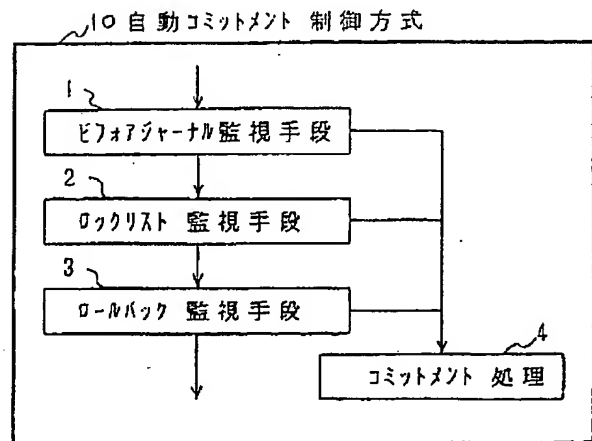 10 自動コミットメント 制御方式
1
ビフォアジャーナル監視手段
2
ロックリスト 監視手段
3
ロールバック 監視手段
4
コミットメント 処理